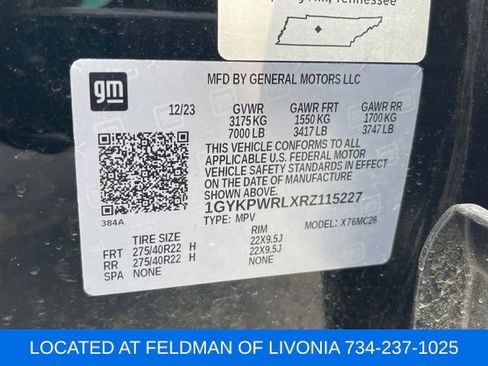 Tennessee
gm
MFD BY GENERAL MOTORS LLC
12/23 GVWR GAWR FRT GAWR RR
3175 KG 1550 KG 1700 KG
7000 LB 3417 LB 3747 LB
THIS VEHICLE CONFORMS TO ALL
APPLICABLE U.S. FEDERAL MOTOR
VEHICLE SAFETY STANDARDS IN EFFECT
ON THE DATE OF MANUFACTURE
SHOWN ABOVE.
1GYKPWRLXRZ115227
384A
TYPE: MPV MODEL: X76MC26
TIRE SIZE RIM
FRT 275/40R22 H 22X9.5J
RR 275/40R22 H 22X9.5J
SPA NONE NONE
LOCATED AT FELDMAN OF LIVONIA 734-237-1025